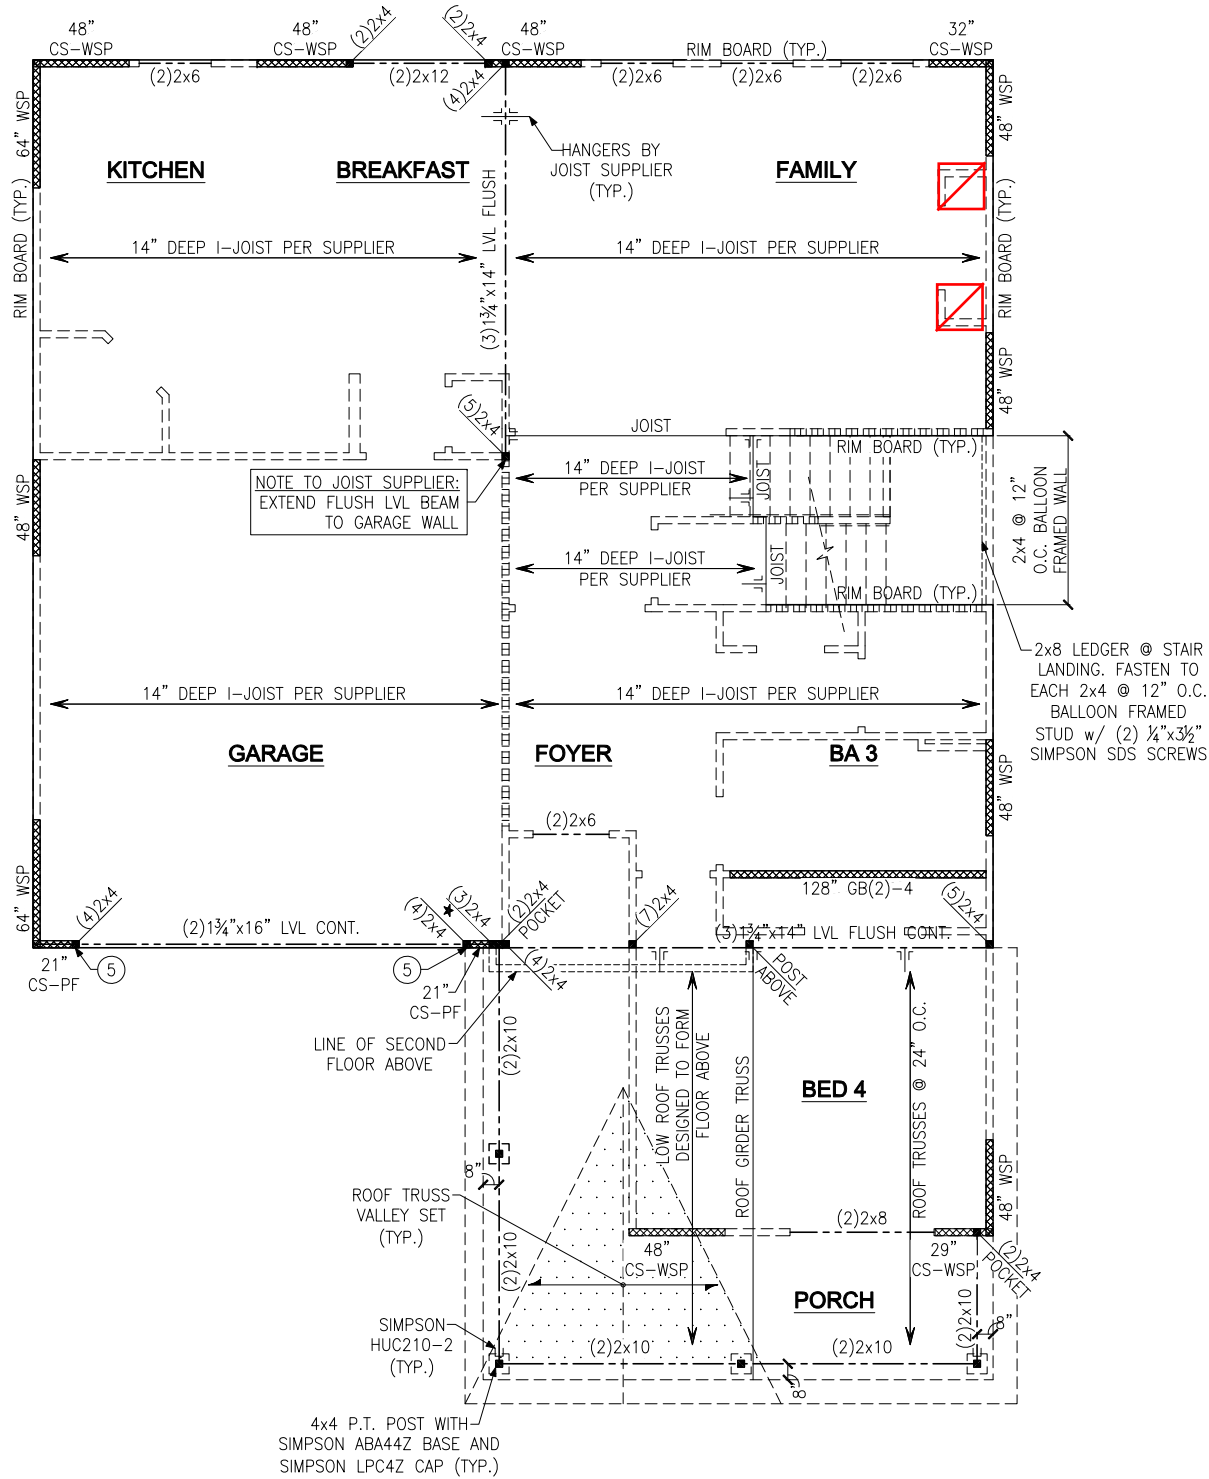 48"
CS-WSP
48"
CS-WSP
(2)2x4
(2)2x4
48"
CS-WSP
RIM BOARD (TYP.)
32"
CS-WSP
(2)2x6
(2)2x12
(4)2x4
(2)2x6
(2)2x6
(2)2x6
64" WSP
48" WSP
HANGERS BY
JOIST SUPPLIER
(TYP.)
KITCHEN
BREAKFAST
FAMILY
RIM BOARD (TYP.)
RIM BOARD (TYP.)
14" DEEP I-JOIST PER SUPPLIER
14" DEEP I-JOIST PER SUPPLIER
(3)1¾"x14" LVL FLUSH
48" WSP
(5)2x4
JOIST
RIM BOARD (TYP.)
NOTE TO JOIST SUPPLIER:
EXTEND FLUSH LVL BEAM
TO GARAGE WALL
14" DEEP I-JOIST
PER SUPPLIER
JOIST
48" WSP
2x4 @ 12"
O.C. BALLOON
FRAMED WALL
14" DEEP I-JOIST
PER SUPPLIER
JOIST
RIM BOARD (TYP.)
2x8 LEDGER @ STAIR
LANDING. FASTEN TO
EACH 2x4 @ 12" O.C.
BALLOON FRAMED
STUD w/ (2) ¼"x3½"
SIMPSON SDS SCREWS
14" DEEP I-JOIST PER SUPPLIER
14" DEEP I-JOIST PER SUPPLIER
GARAGE
FOYER
BA 3
48" WSP
(2)2x6
64" WSP
128" GB(2)-4
(4)2x4
(2)1¾"x16" LVL CONT.
(4)2x4
(3)2x4
(2)2x4
POCKET
(7)2x4
(3)1¾"x14" LVL FLUSH CONT.
(5)2x4
21"
CS-PF
5
5
21"
CS-PF
(4)2x4
POST
ABOVE
LINE OF SECOND
FLOOR ABOVE
(2)2x10
LOW ROOF TRUSSES
DESIGNED TO FORM
FLOOR ABOVE
ROOF GIRDER TRUSS
ROOF TRUSSES @ 24" O.C.
BED 4
8"
ROOF TRUSS
VALLEY SET
(TYP.)
(2)2x10
48" WSP
(2)2x8
48"
CS-WSP
29"
CS-WSP
(2)2x4
POCKET
PORCH
(2)2x10
8"
SIMPSON
HUC210-2
(TYP.)
(2)2x10
(2)2x10
8"
4x4 P.T. POST WITH
SIMPSON ABA44Z BASE AND
SIMPSON LPC4Z CAP (TYP.)